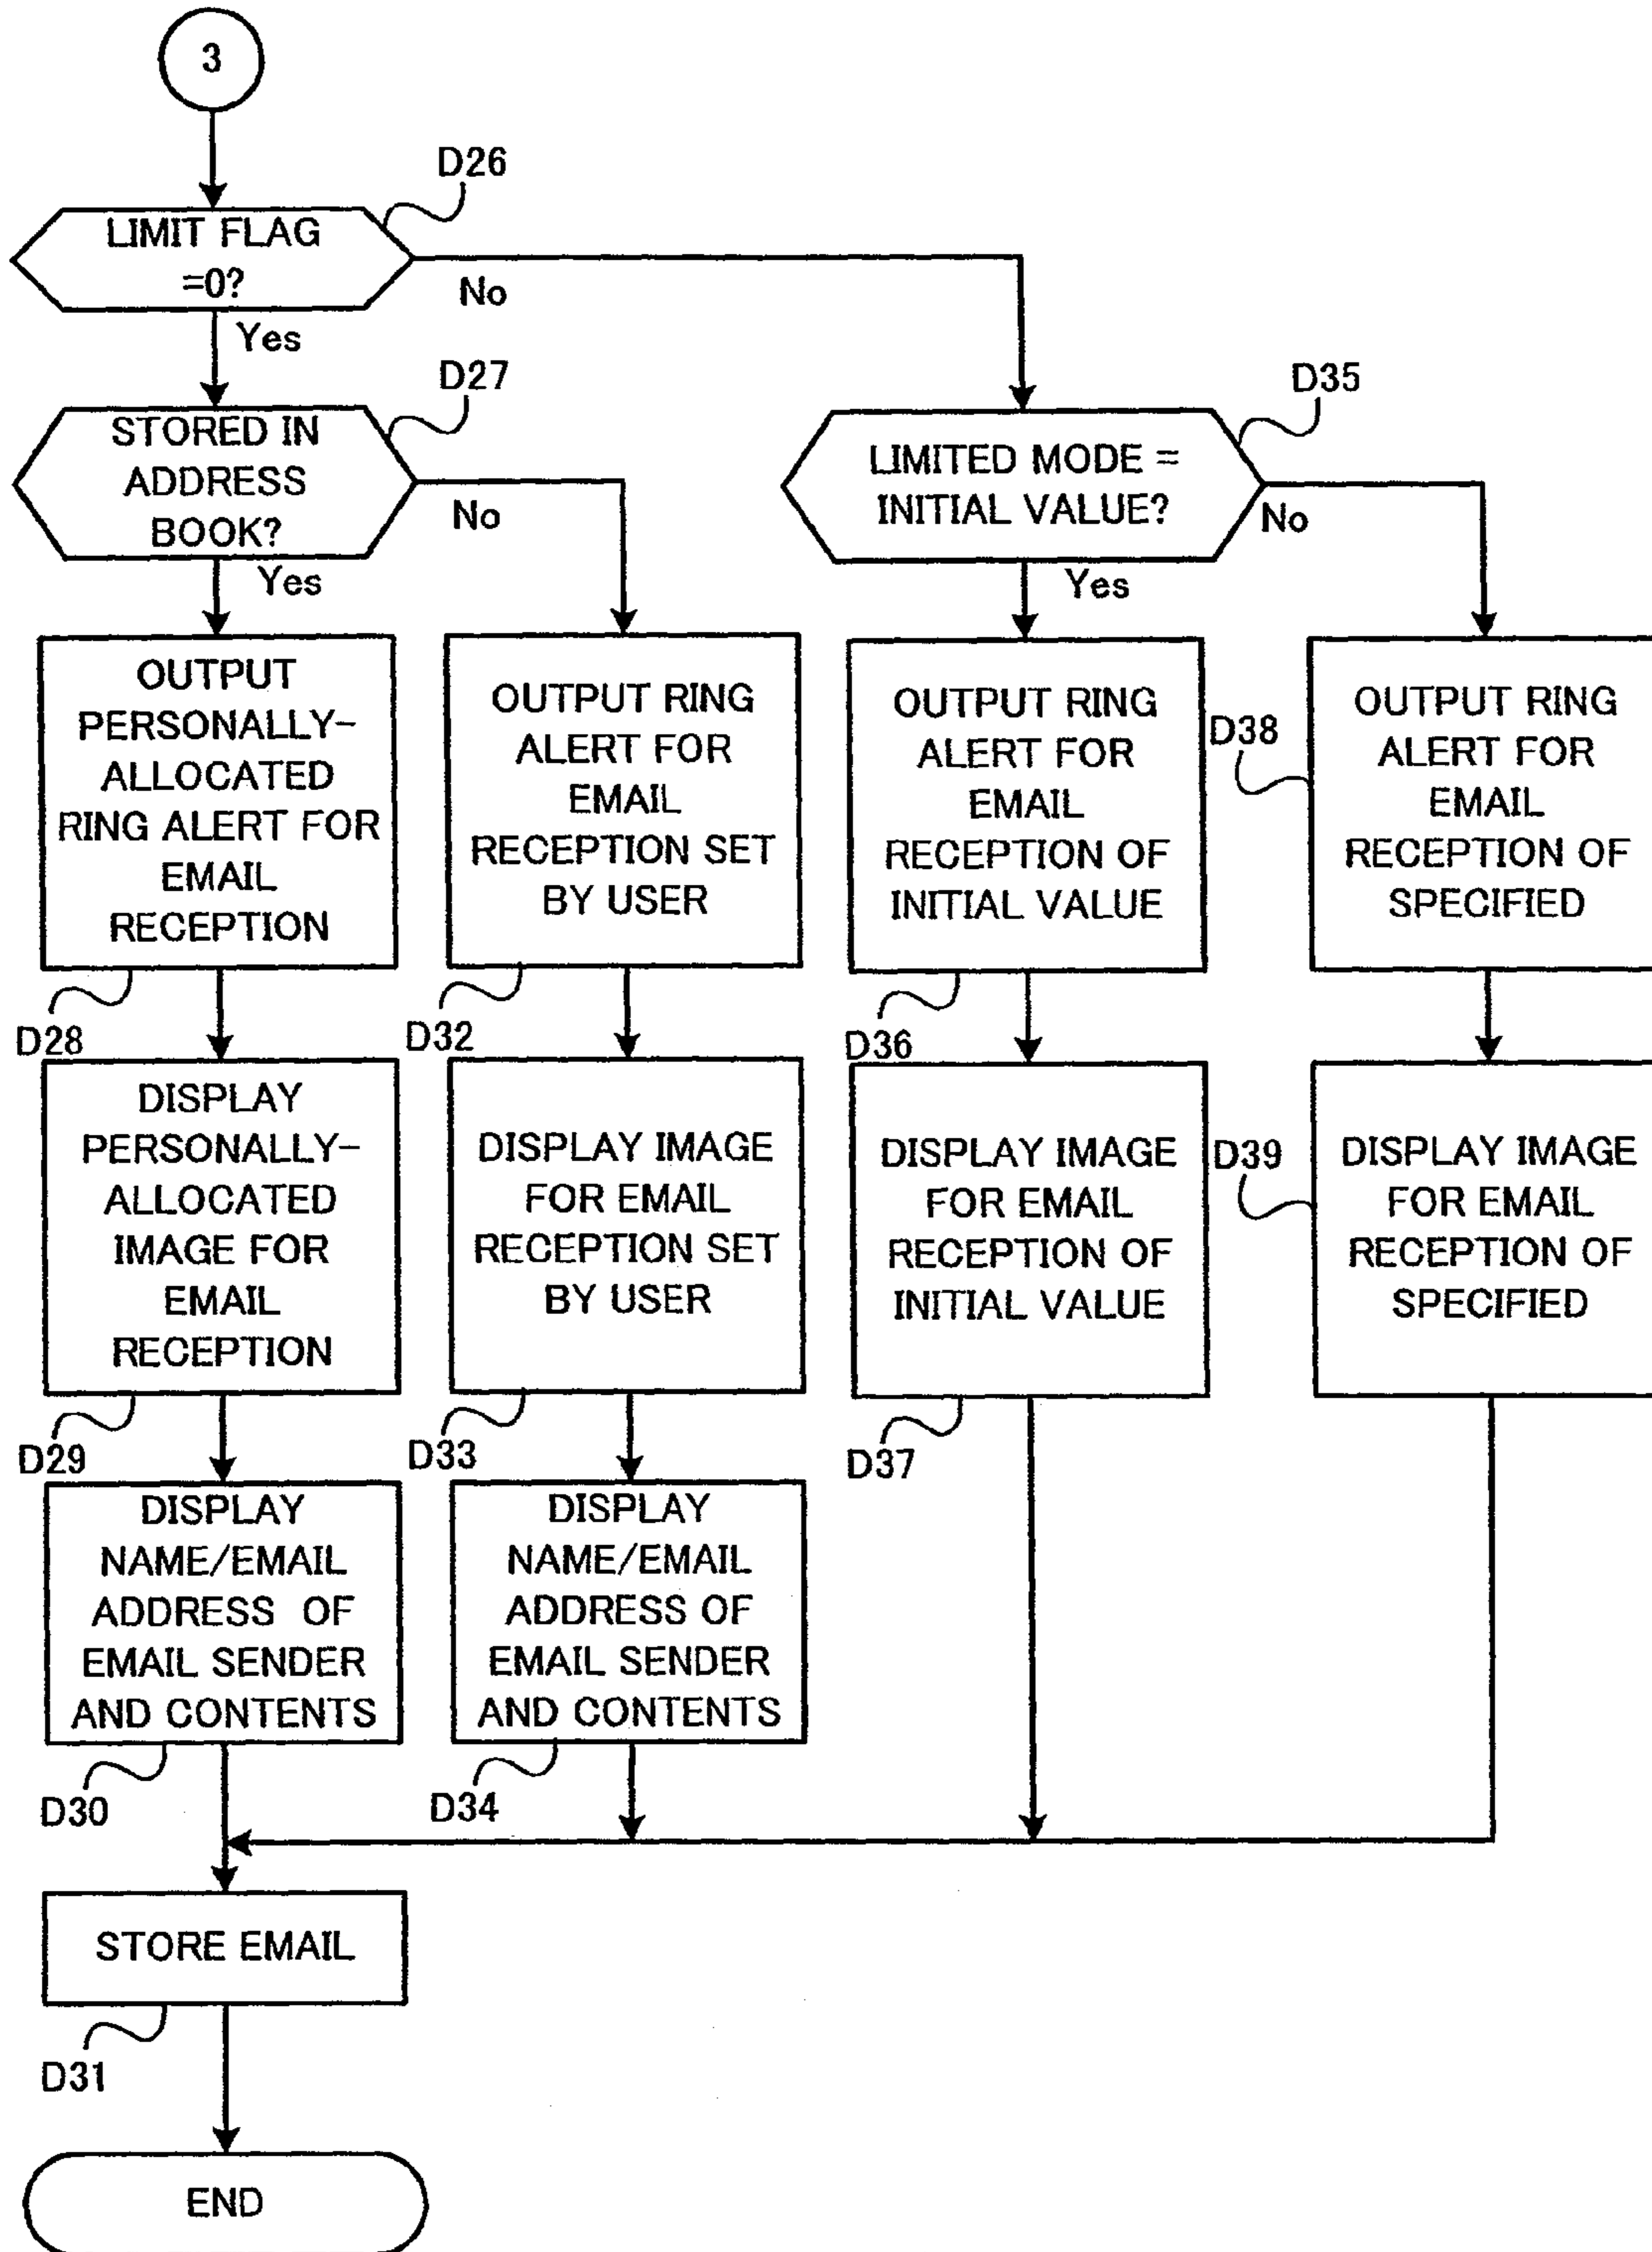 3
D26
LIMIT FLAG
=0?
No
Yes
D27
STORED IN
ADDRESS
BOOK?
No
Yes
D35
LIMITED MODE =
INITIAL VALUE?
No
Yes
OUTPUT
PERSONALLY-
ALLOCATED
RING ALERT FOR
EMAIL
RECEPTION
D28
OUTPUT RING
ALERT FOR
EMAIL
RECEPTION SET
BY USER
D32
OUTPUT RING
ALERT FOR
EMAIL
RECEPTION OF
INITIAL VALUE
D36
D38
OUTPUT RING
ALERT FOR
EMAIL
RECEPTION OF
SPECIFIED
DISPLAY
PERSONALLY-
ALLOCATED
IMAGE FOR
EMAIL
RECEPTION
D29
DISPLAY IMAGE
FOR EMAIL
RECEPTION SET
BY USER
D33
DISPLAY IMAGE
FOR EMAIL
RECEPTION OF
INITIAL VALUE
D37
D39
DISPLAY IMAGE
FOR EMAIL
RECEPTION OF
SPECIFIED
DISPLAY
NAME/EMAIL
ADDRESS OF
EMAIL SENDER
AND CONTENTS
D30
DISPLAY
NAME/EMAIL
ADDRESS OF
EMAIL SENDER
AND CONTENTS
D34
STORE EMAIL
D31
END